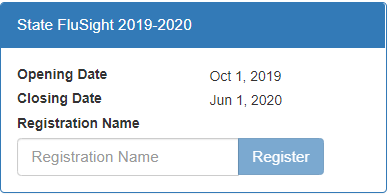 State FluSight 2019-2020
Opening Date Oct 1, 2019
Closing Date Jun 1, 2020
Registration Name
Registration Name Register